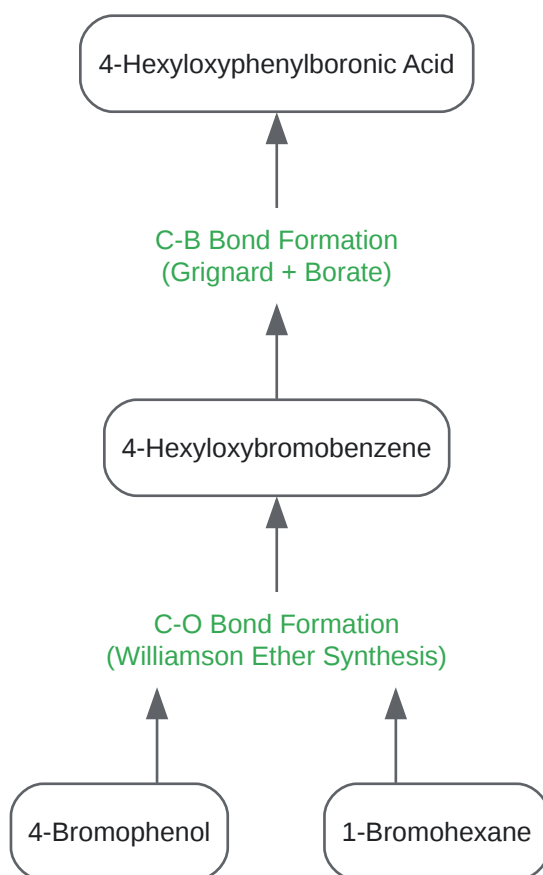 4-Hexyloxyphenylboronic Acid
C-B Bond Formation
(Grignard + Borate)
4-Hexyloxybromobenzene
C-O Bond Formation
(Williamson Ether Synthesis)
4-Bromophenol
1-Bromohexane